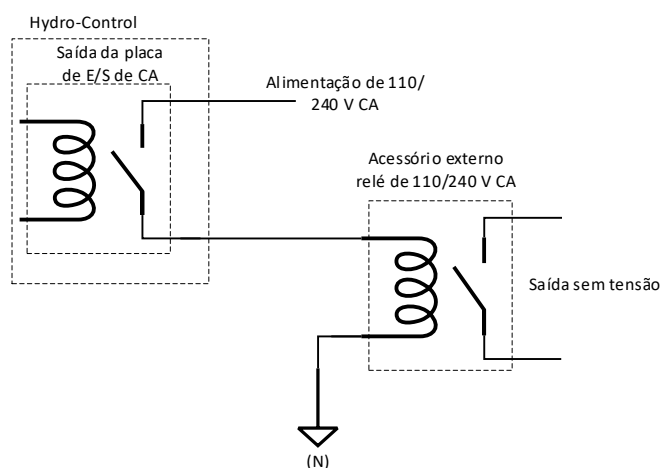 Hydro-Control
Saída da placa
de E/S de CA
Alimentação de 110/
240 V CA
Acessório externo
relé de 110/240 V CA
Saída sem tensão
(N)